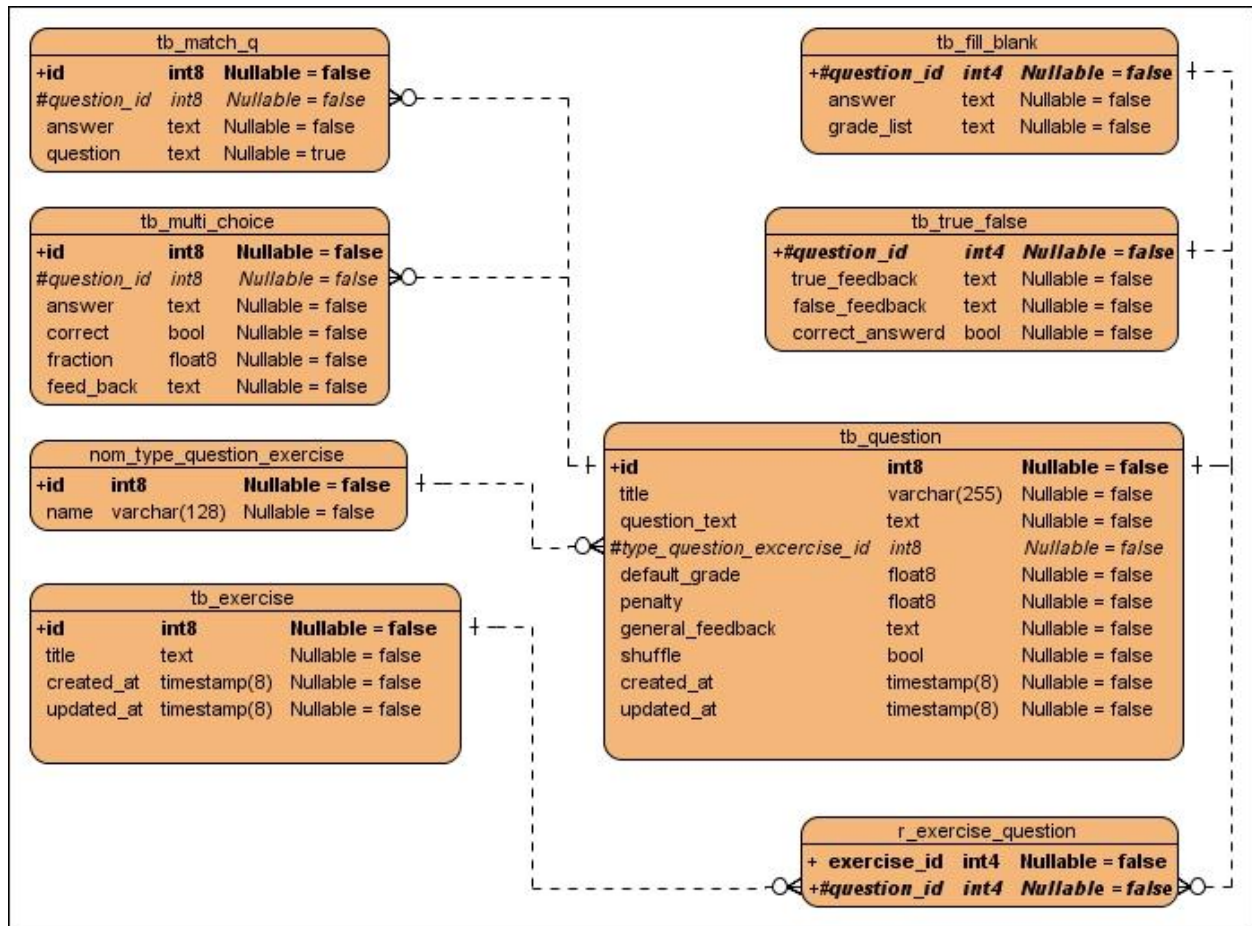 tb_match_q
+id int8 Nullable = false
#question_id int8 Nullable = false
answer text Nullable = false
question text Nullable = true
tb_fill_blank
+#question_id int4 Nullable = false
answer text Nullable = false
grade_list text Nullable = false
tb_multi_choice
+id int8 Nullable = false
#question_id int8 Nullable = false
answer text Nullable = false
correct bool Nullable = false
fraction float8 Nullable = false
feed_back text Nullable = false
tb_true_false
+#question_id int4 Nullable = false
true_feedback text Nullable = false
false_feedback text Nullable = false
correct_answerd bool Nullable = false
nom_type_question_exercise
+id int8 Nullable = false
name varchar(128) Nullable = false
tb_question
+id int8 Nullable = false
title varchar(255) Nullable = false
question_text text Nullable = false
#type_question_excercise_id int8 Nullable = false
default_grade float8 Nullable = false
penalty float8 Nullable = false
general_feedback text Nullable = false
shuffle bool Nullable = false
created_at timestamp(8) Nullable = false
updated_at timestamp(8) Nullable = false
tb_exercise
+id int8 Nullable = false
title text Nullable = false
created_at timestamp(8) Nullable = false
updated_at timestamp(8) Nullable = false
r_exercise_question
+ exercise_id int4 Nullable = false
+#question_id int4 Nullable = false